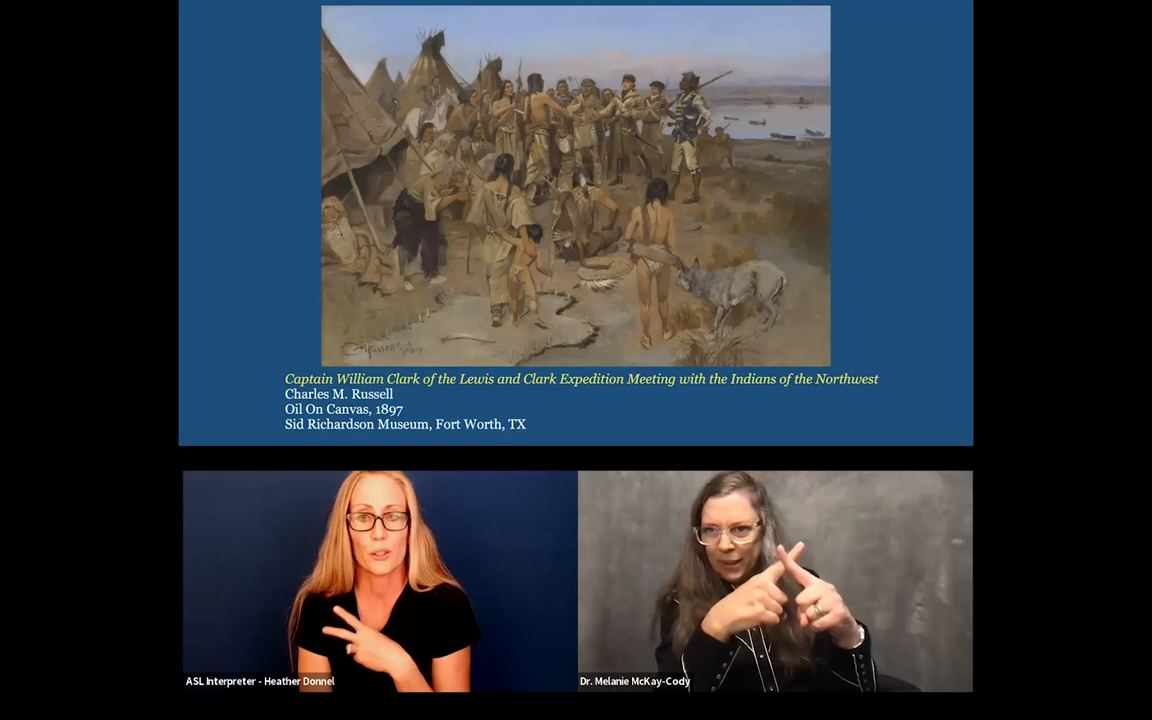 Captain William Clark of the Lewis and Clark Expedition Meeting with the Indians of the Northwest
Charles M. Russell
Oil On Canvas, 1897
Sid Richardson Museum, Fort Worth, TX
ASL Interpreter - Heather Donnel
Dr. Melanie McKay-Cody